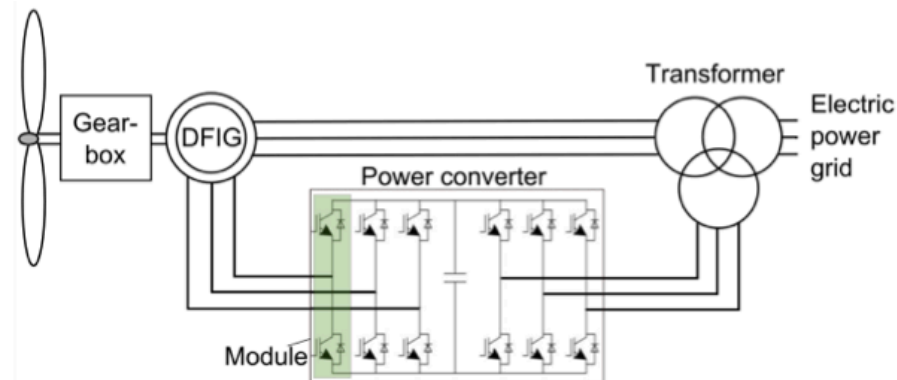 Transformer
Electric
power
grid
Gear-
box
DFIG
Power converter
Module